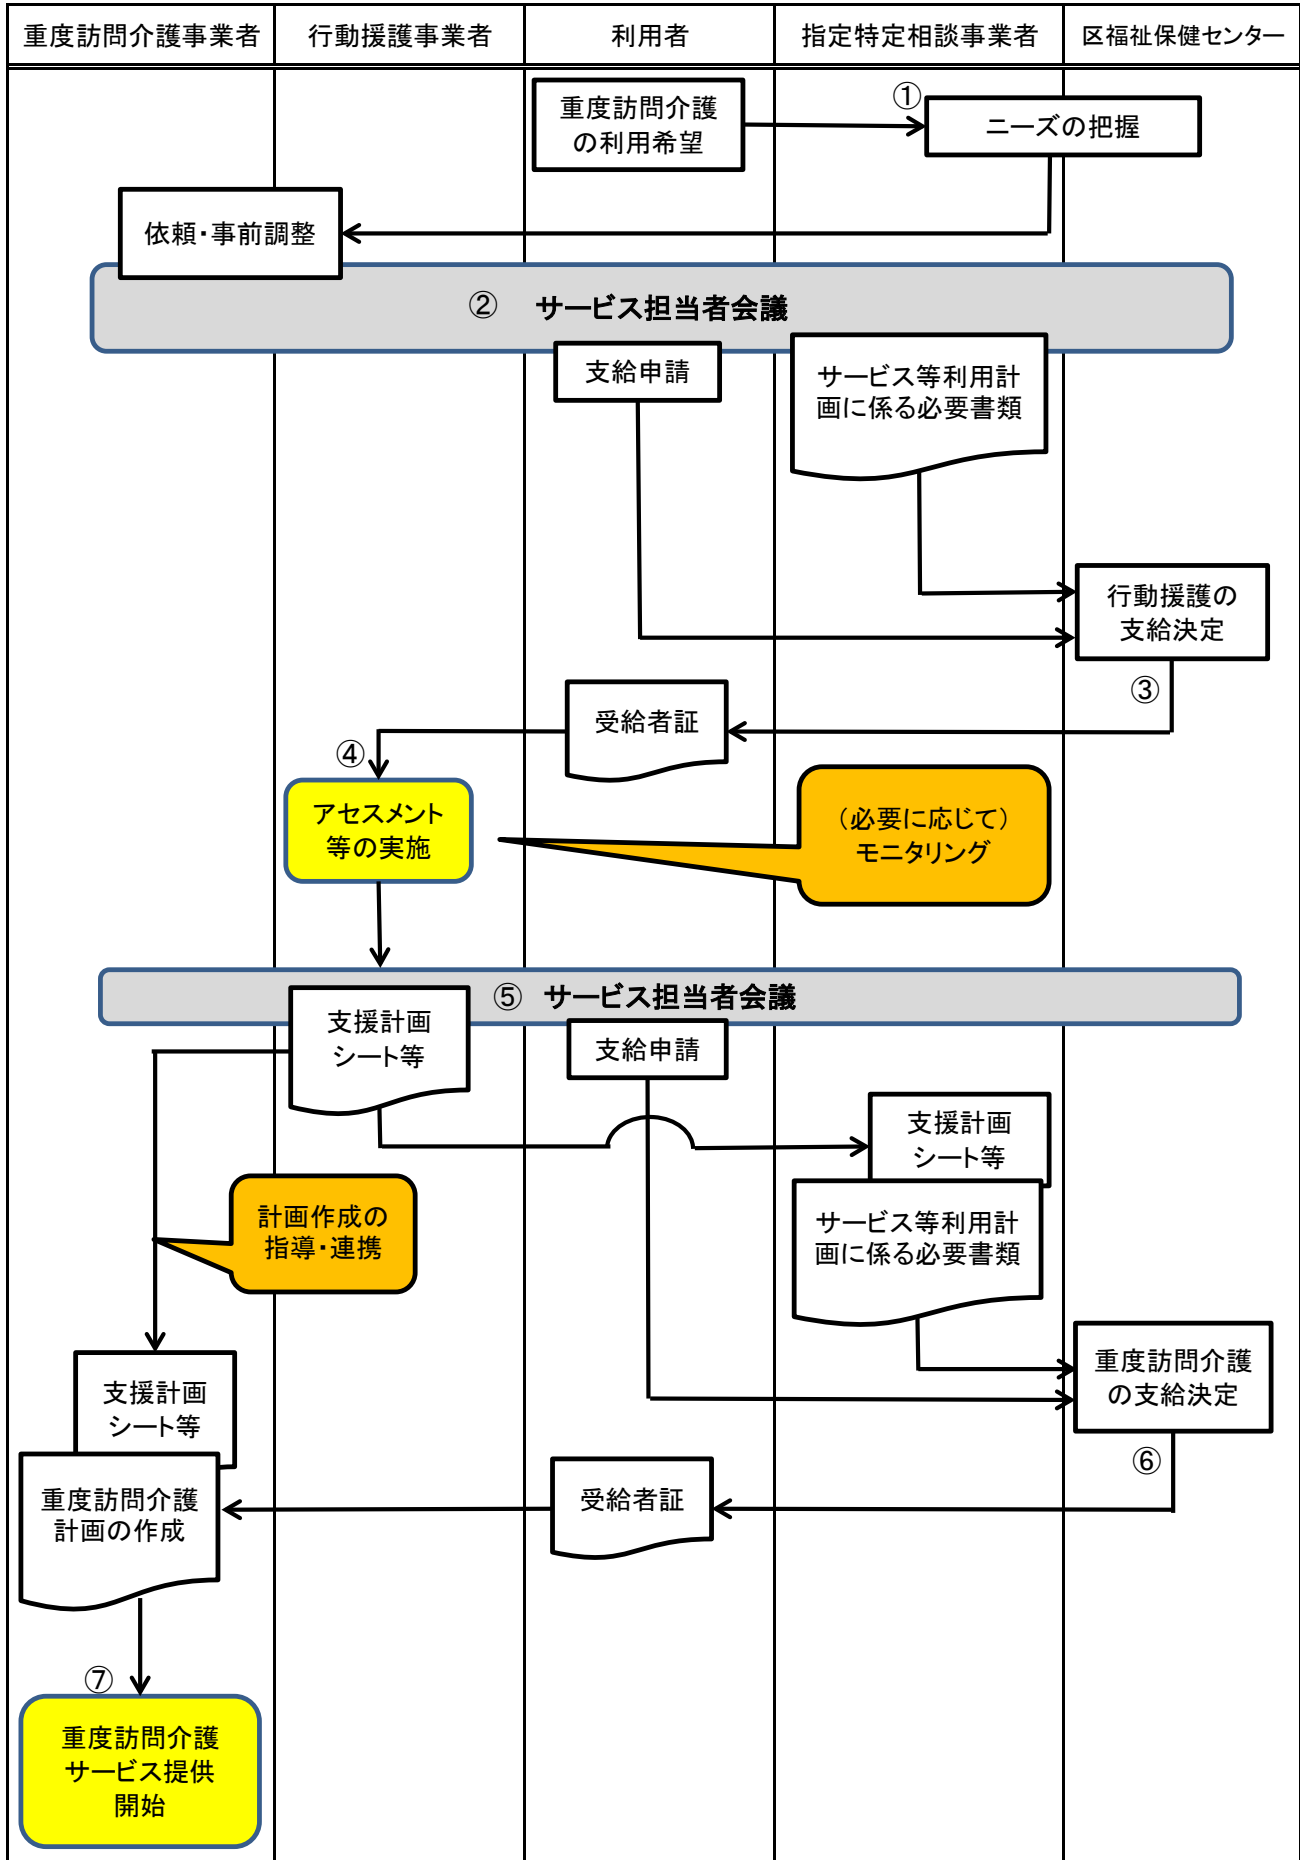 重度訪問介護事業者
行動援護事業者
利用者
指定特定相談事業者
区福祉保健センター
重度訪問介護
の利用希望
①
ニーズの把握
依頼・事前調整
② サービス担当者会議
支給申請
サービス等利用計
画に係る必要書類
行動援護の
支給決定
③
受給者証
④
アセスメント
等の実施
（必要に応じて）
モニタリング
⑤ サービス担当者会議
支援計画
シート等
支給申請
支援計画
シート等
計画作成の
指導・連携
サービス等利用計
画に係る必要書類
重度訪問介護
の支給決定
支援計画
シート等
⑥
受給者証
重度訪問介護
計画の作成
⑦
重度訪問介護
サービス提供
開始